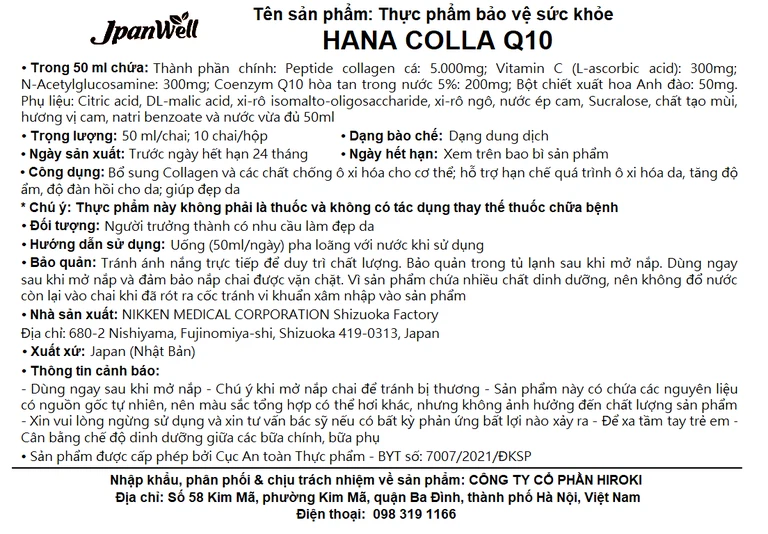 JpanWell
Tên sản phẩm: Thực phẩm bảo vệ sức khỏe
HANA COLLA Q10
• Trong 50 ml chứa: Thành phần chính: Peptide collagen cá: 5.000mg; Vitamin C (L-ascorbic acid): 300mg;
N-Acetylglucosamine: 300mg; Coenzym Q10 hòa tan trong nước 5%: 200mg; Bột chiết xuất hoa Anh đào: 50mg.
Phụ liệu: Citric acid, DL-malic acid, xi-rô isomalto-oligosaccharide, xi-rô ngô, nước ép cam, Sucralose, chất tạo mùi,
hương vị cam, natri benzoate và nước vừa đủ 50ml
• Trọng lượng: 50 ml/chai; 10 chai/hộp • Dạng bào chế: Dạng dung dịch
• Ngày sản xuất: Trước ngày hết hạn 24 tháng • Ngày hết hạn: Xem trên bao bì sản phẩm
• Công dụng: Bổ sung Collagen và các chất chống ô xi hóa cho cơ thể; hỗ trợ hạn chế quá trình ô xi hóa da, tăng độ
ẩm, độ đàn hồi cho da; giúp đẹp da
* Chú ý: Thực phẩm này không phải là thuốc và không có tác dụng thay thế thuốc chữa bệnh
• Đối tượng: Người trưởng thành có nhu cầu làm đẹp da
• Hướng dẫn sử dụng: Uống (50ml/ngày) pha loãng với nước khi sử dụng
• Bảo quản: Tránh ánh nắng trực tiếp để duy trì chất lượng. Bảo quản trong tủ lạnh sau khi mở nắp. Dùng ngay
sau khi mở nắp và đảm bảo nắp chai được vặn chặt. Vì sản phẩm chứa nhiều chất dinh dưỡng, nên không đổ nước
còn lại vào chai khi đã rót ra cốc tránh vi khuẩn xâm nhập vào sản phẩm
• Nhà sản xuất: NIKKEN MEDICAL CORPORATION Shizuoka Factory
Địa chỉ: 680-2 Nishiyama, Fujinomiya-shi, Shizuoka 419-0313, Japan
• Xuất xứ: Japan (Nhật Bản)
• Thông tin cảnh báo:
- Dùng ngay sau khi mở nắp - Chú ý khi mở nắp chai để tránh bị thương - Sản phẩm này có chứa các nguyên liệu
có nguồn gốc tự nhiên, nên màu sắc tổng hợp có thể hơi khác, nhưng không ảnh hưởng đến chất lượng sản phẩm
- Xin vui lòng ngừng sử dụng và xin tư vấn bác sỹ nếu có bất kỳ phản ứng bất lợi nào xảy ra - Để xa tầm tay trẻ em -
Cân bằng chế độ dinh dưỡng giữa các bữa chính, bữa phụ
• Sản phẩm được cấp phép bởi Cục An toàn Thực phẩm - BYT số: 7007/2021/ĐKSP
Nhập khẩu, phân phối & chịu trách nhiệm về sản phẩm: CÔNG TY CỔ PHẦN HIROKI
Địa chỉ: Số 58 Kim Mã, phường Kim Mã, quận Ba Đình, thành phố Hà Nội, Việt Nam
Điện thoại: 098 319 1166